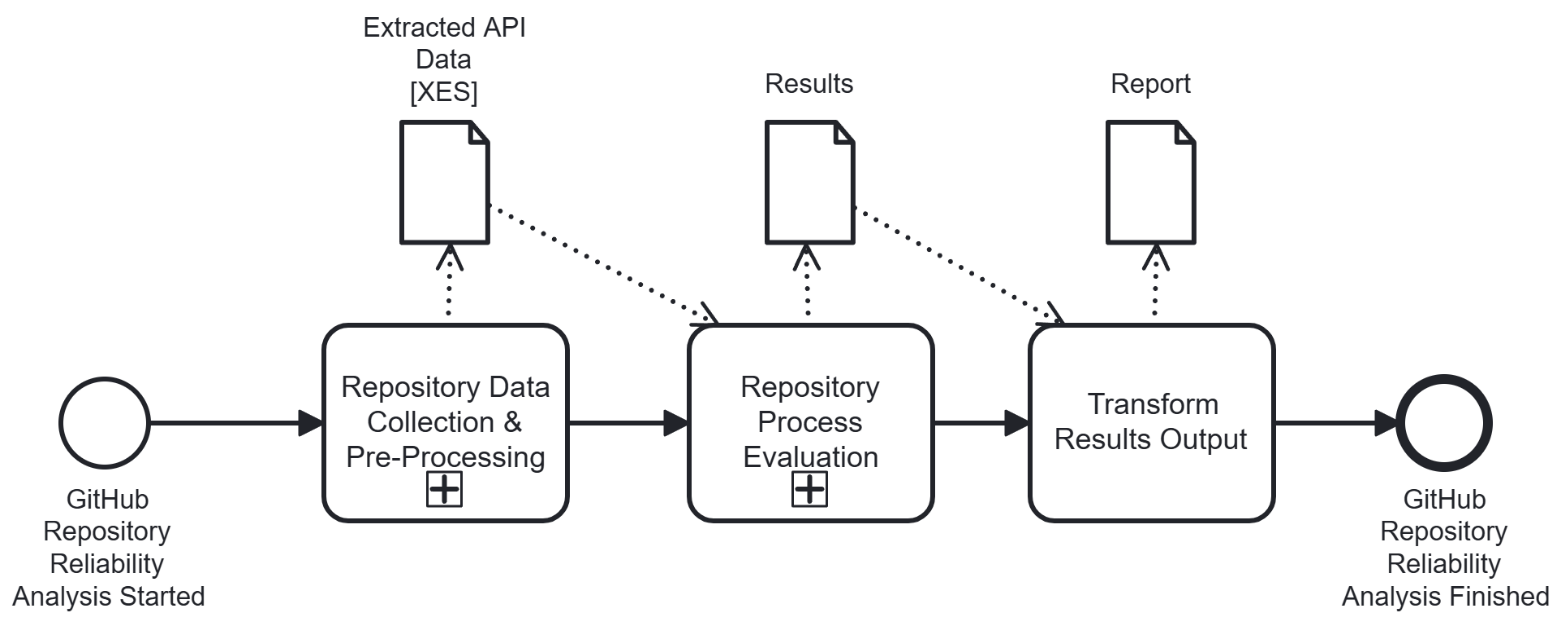 Extracted API
Data
[XES]
Results
Report
Repository Data
Collection &
Pre-Processing
Repository
Process
Evaluation
Transform
Results Output
GitHub
Repository
Reliability
Analysis Started
GitHub
Repository
Reliability
Analysis Finished